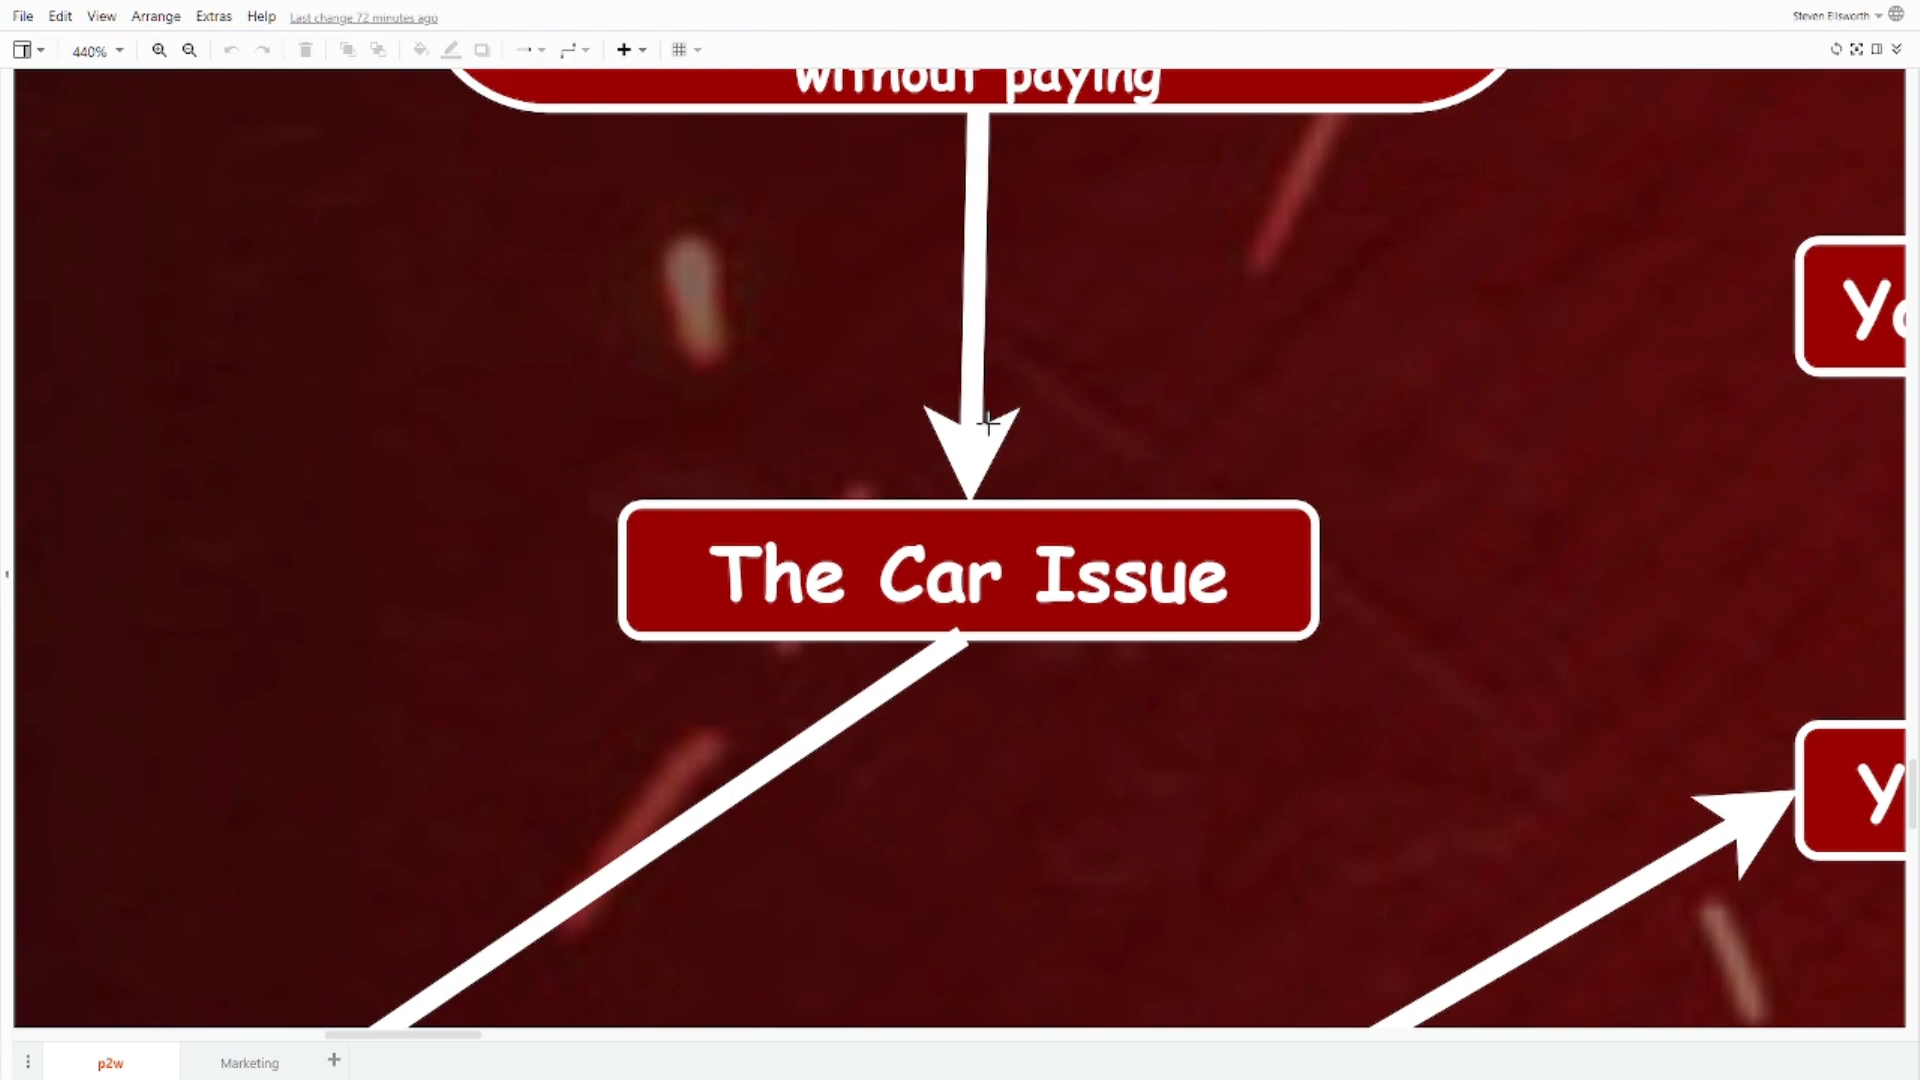 File Edit View Arrange Extras Help Last change 72 minutes ago
Steven Ellsworth
440%
without paying
The Car Issue
p2w
Marketing